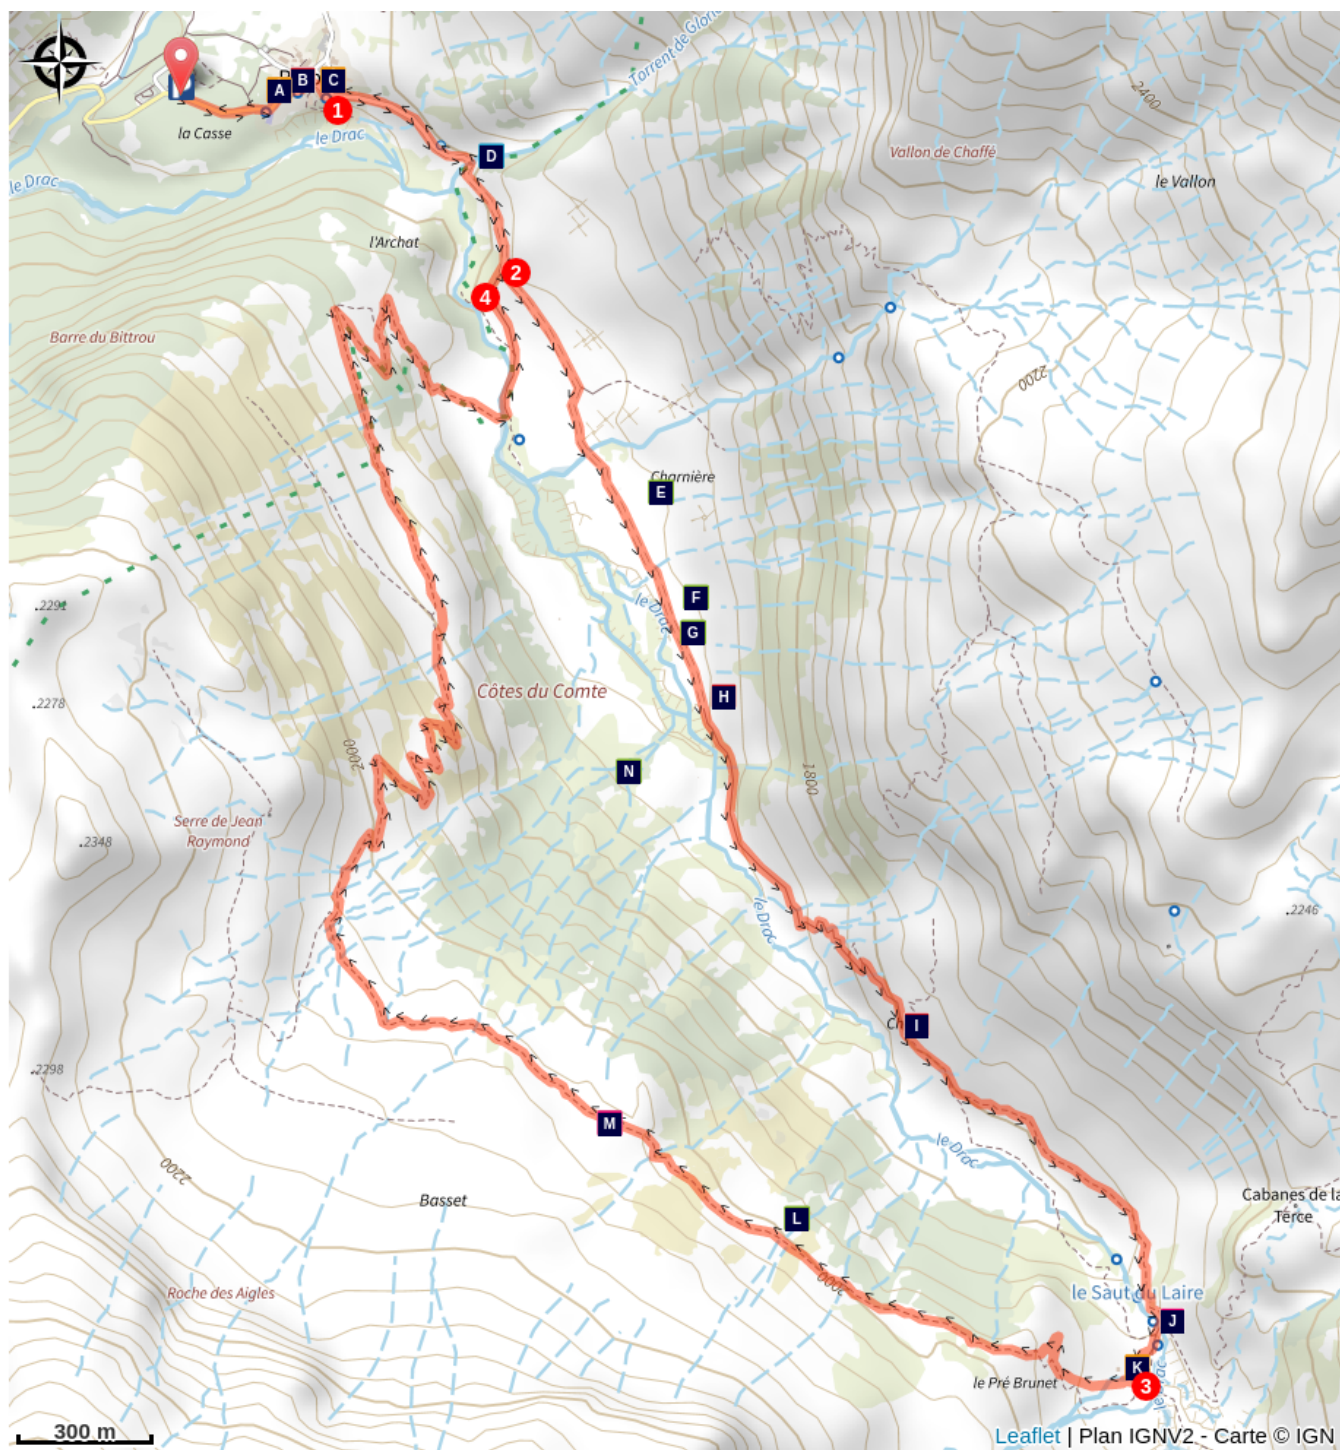 Torrent de Gloriο
2400
B
C
A
1
la Casse
le Drac
D
Vallon de Chaffé
le Vallon
le Drac
l'Archat
2
4
Barre du Bittrou
2200
Charnière
E
F
.2291
le Drac
G
Côtes du Comte
H
.2278
2000
N
1800
Serre de Jean
Raymond
.2348
le Drac
.2246
I
.2298
M
le Drac
2200
Basset
L
Cabanes de la
Terce
2000
Roche des Aigles
le Saut du Laire
J
K
le Pré Brunet
3
300 m
Leaflet | Plan IGNV2 - Carte © IGN